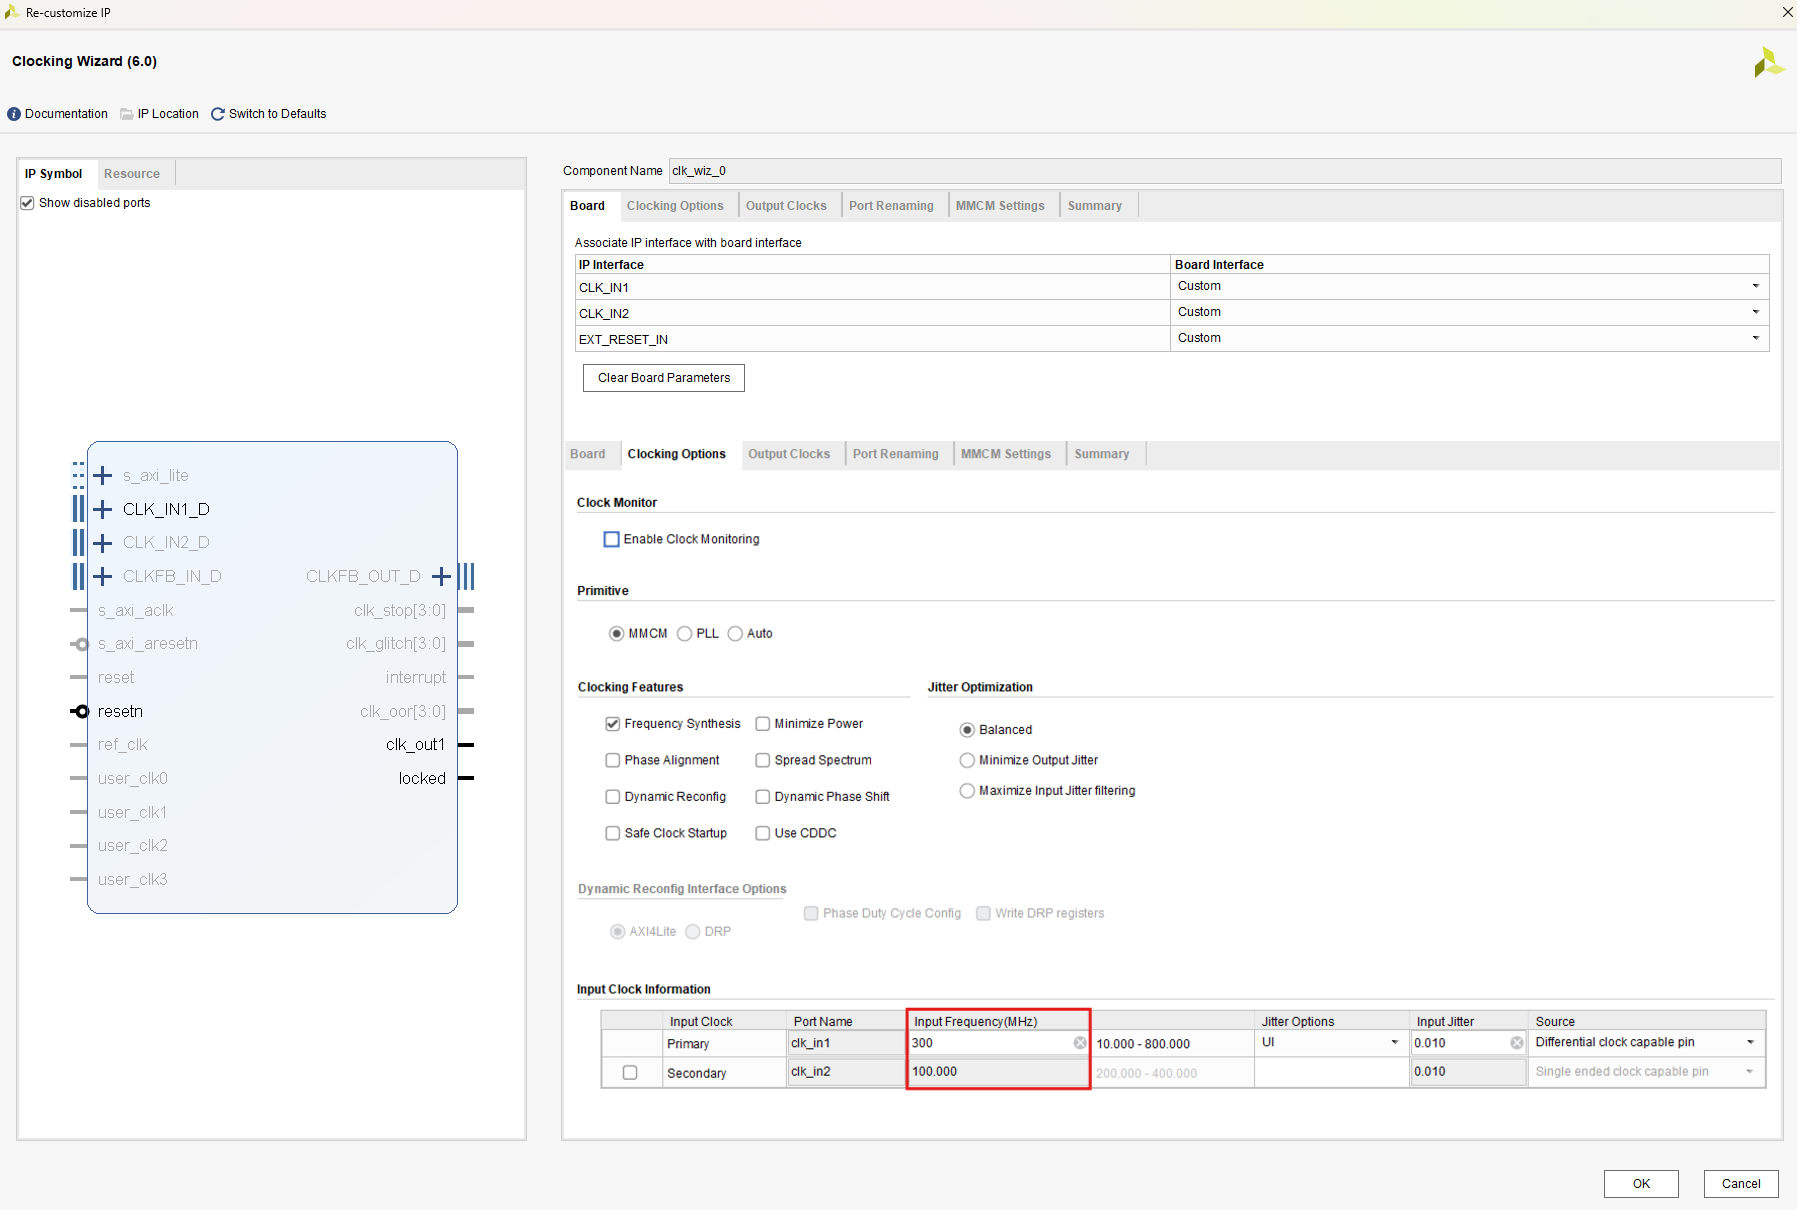 Re-customize IP
Clocking Wizard (6.0)
Documentation IP Location Switch to Defaults
IP Symbol Resource
Show disabled ports
s_axi_lite
CLK_IN1_D
CLK_IN2_D
CLKFB_IN_D CLKFB_OUT_D
s_axi_aclk clk_stop[3:0]
s_axi_aresetn clk_glitch[3:0]
reset interrupt
resetn clk_oor[3:0]
ref_clk clk_out1
user_clk0 locked
user_clk1
user_clk2
user_clk3
Component Name clk_wiz_0
Board Clocking Options Output Clocks Port Renaming MMCM Settings Summary
Associate IP interface with board interface
IP Interface Board Interface
CLK_IN1 Custom
CLK_IN2 Custom
EXT_RESET_IN Custom
Clear Board Parameters
Board Clocking Options Output Clocks Port Renaming MMCM Settings Summary
Clock Monitor
Enable Clock Monitoring
Primitive
MMCM PLL Auto
Clocking Features Jitter Optimization
Frequency Synthesis Minimize Power Balanced
Phase Alignment Spread Spectrum Minimize Output Jitter
Dynamic Reconfig Dynamic Phase Shift Maximize Input Jitter filtering
Safe Clock Startup Use CDDC
Dynamic Reconfig Interface Options
Phase Duty Cycle Config Write DRP registers
AXI4Lite DRP
Input Clock Information
Input Clock Port Name Input Frequency(MHz) Jitter Options Input Jitter Source
Primary clk_in1 300 10.000 - 800.000 UI 0.010 Differential clock capable pin
Secondary clk_in2 100.000 200.000 - 400.000 0.010 Single ended clock capable pin
OK Cancel